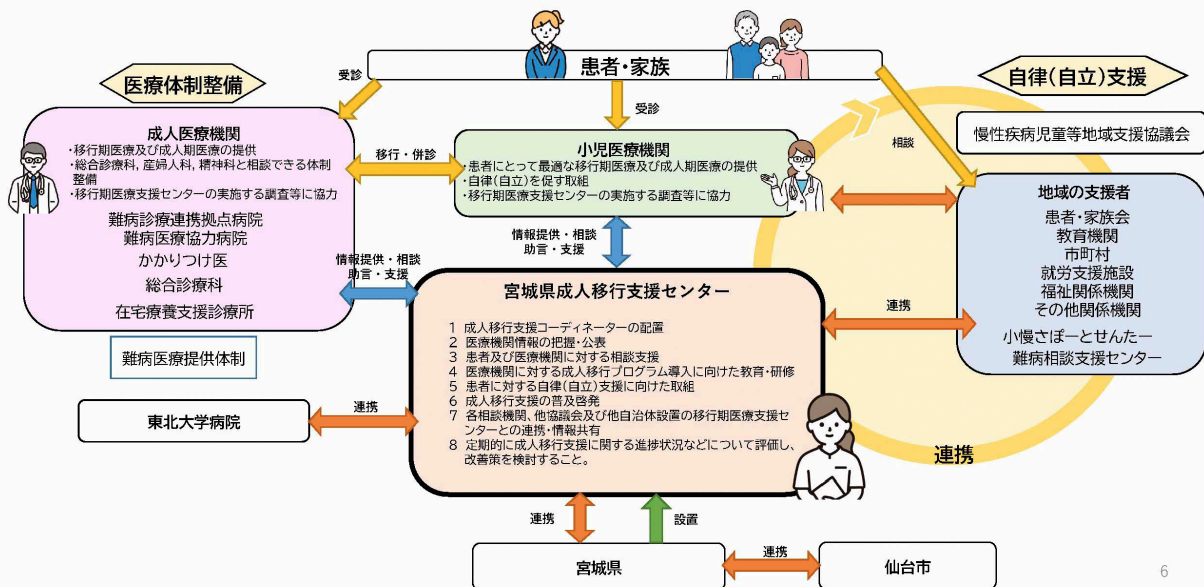 患者・家族
医療体制整備
受診
受診
相談
自律(自立)支援
慢性疾病児童等地域支援協議会
成人医療機関
・移行期医療及び成人期医療の提供
・総合診療科, 産婦人科, 精神科と相談できる体制
整備
・移行期医療支援センターの実施する調査等に協力
難病診療連携拠点病院
難病医療協力病院
かかりつけ医
総合診療科
在宅療養支援診療所
難病医療提供体制
移行・併診
小児医療機関
・患者にとって最適な移行期医療及び成人期医療の提供
・自律(自立)を促す取組
・移行期医療支援センターの実施する調査等に協力
地域の支援者
患者・家族会
教育機関
市町村
就労支援施設
福祉関係機関
その他関係機関
小慢さぽーとせんたー
難病相談支援センター
情報提供・相談
助言・支援
情報提供・相談
助言・支援
宮城県成人移行支援センター
1 成人移行支援コーディネーターの配置
2 医療機関情報の把握・公表
3 患者及び医療機関に対する相談支援
4 医療機関に対する成人移行プログラム導入に向けた教育・研修
5 患者に対する自律(自立)支援に向けた取組
6 成人移行支援の普及啓発
7 各相談機関、他協議会及び他自治体設置の移行期医療支援セ
ンターとの連携・情報共有
8 定期的に成人移行支援に関する進捗状況などについて評価し、
改善策を検討すること。
連携
東北大学病院
連携
連携
連携
設置
宮城県
連携
仙台市
6